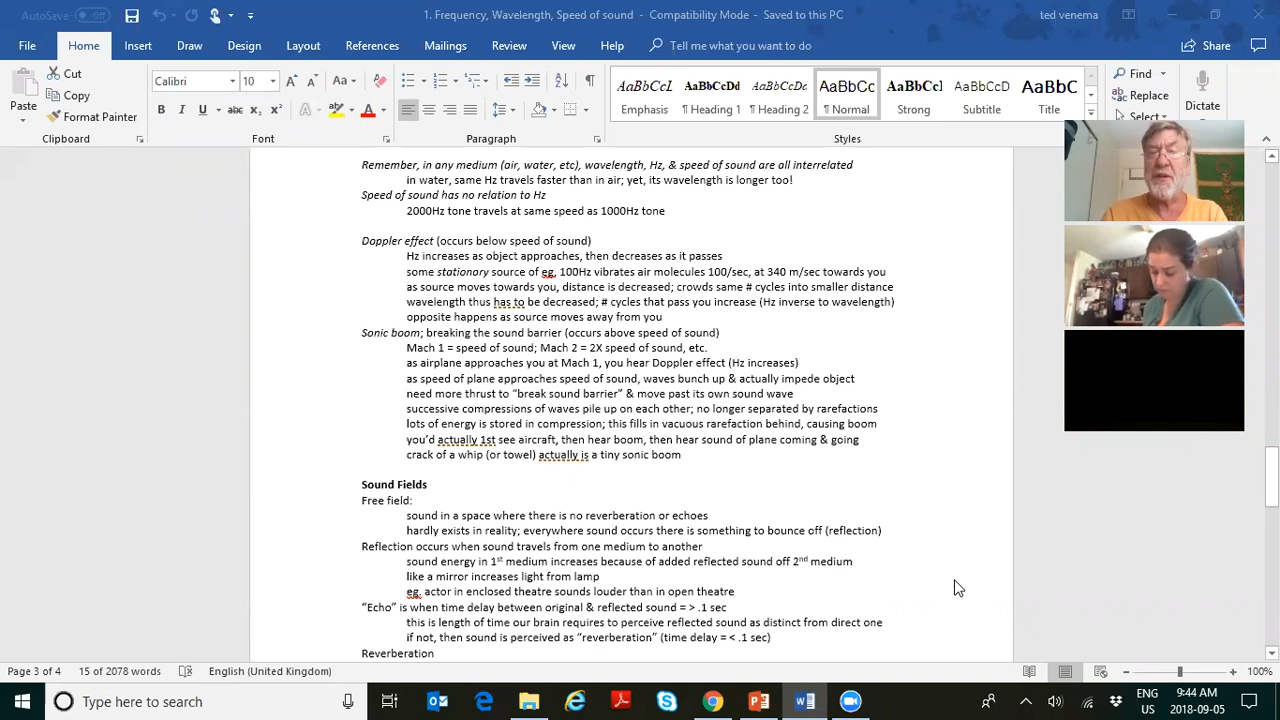 AutoSave
1. Frequency, Wavelength, Speed of sound - Compatibility Mode - Saved to this PC
ted venema
File Home Insert Draw Design Layout References Mailings Review View Help Tell me what you want to do Share
Paste
Cut
Copy
Format Painter
Clipboard
Calibri 10
Font
Paragraph
AaBbCcL AaBbCcDd AaBbCcDd AaBbCc AaBbCcl AaBbCcDd AaBbC
Emphasis ¶ Heading 1 ¶ Heading 2 ¶ Normal Strong Subtitle Title
Styles
Find
Replace
Select
Dictate
Remember, in any medium (air, water, etc), wavelength, Hz, & speed of sound are all interrelated
in water, same Hz travels faster than in air; yet, its wavelength is longer too!
Speed of sound has no relation to Hz
2000Hz tone travels at same speed as 1000Hz tone
Doppler effect (occurs below speed of sound)
Hz increases as object approaches, then decreases as it passes
some stationary source of eg. 100Hz vibrates air molecules 100/sec, at 340 m/sec towards you
as source moves towards you, distance is decreased; crowds same # cycles into smaller distance
wavelength thus has to be decreased; # cycles that pass you increase (Hz inverse to wavelength)
opposite happens as source moves away from you
Sonic boom; breaking the sound barrier (occurs above speed of sound)
Mach 1 = speed of sound; Mach 2 = 2X speed of sound, etc.
as airplane approaches you at Mach 1, you hear Doppler effect (Hz increases)
as speed of plane approaches speed of sound, waves bunch up & actually impede object
need more thrust to “break sound barrier” & move past its own sound wave
successive compressions of waves pile up on each other; no longer separated by rarefactions
lots of energy is stored in compression; this fills in vacuous rarefaction behind, causing boom
you’d actually 1st see aircraft, then hear boom, then hear sound of plane coming & going
crack of a whip (or towel) actually is a tiny sonic boom
Sound Fields
Free field:
sound in a space where there is no reverberation or echoes
hardly exists in reality; everywhere sound occurs there is something to bounce off (reflection)
Reflection occurs when sound travels from one medium to another
sound energy in 1st medium increases because of added reflected sound off 2nd medium
like a mirror increases light from lamp
eg. actor in enclosed theatre sounds louder than in open theatre
“Echo” is when time delay between original & reflected sound = > .1 sec
this is length of time our brain requires to perceive reflected sound as distinct from direct one
if not, then sound is perceived as “reverberation” (time delay = < .1 sec)
Reverberation
Page 3 of 4 15 of 2078 words English (United Kingdom) 100%
Type here to search
ENG
US
9:44 AM
2018-09-05